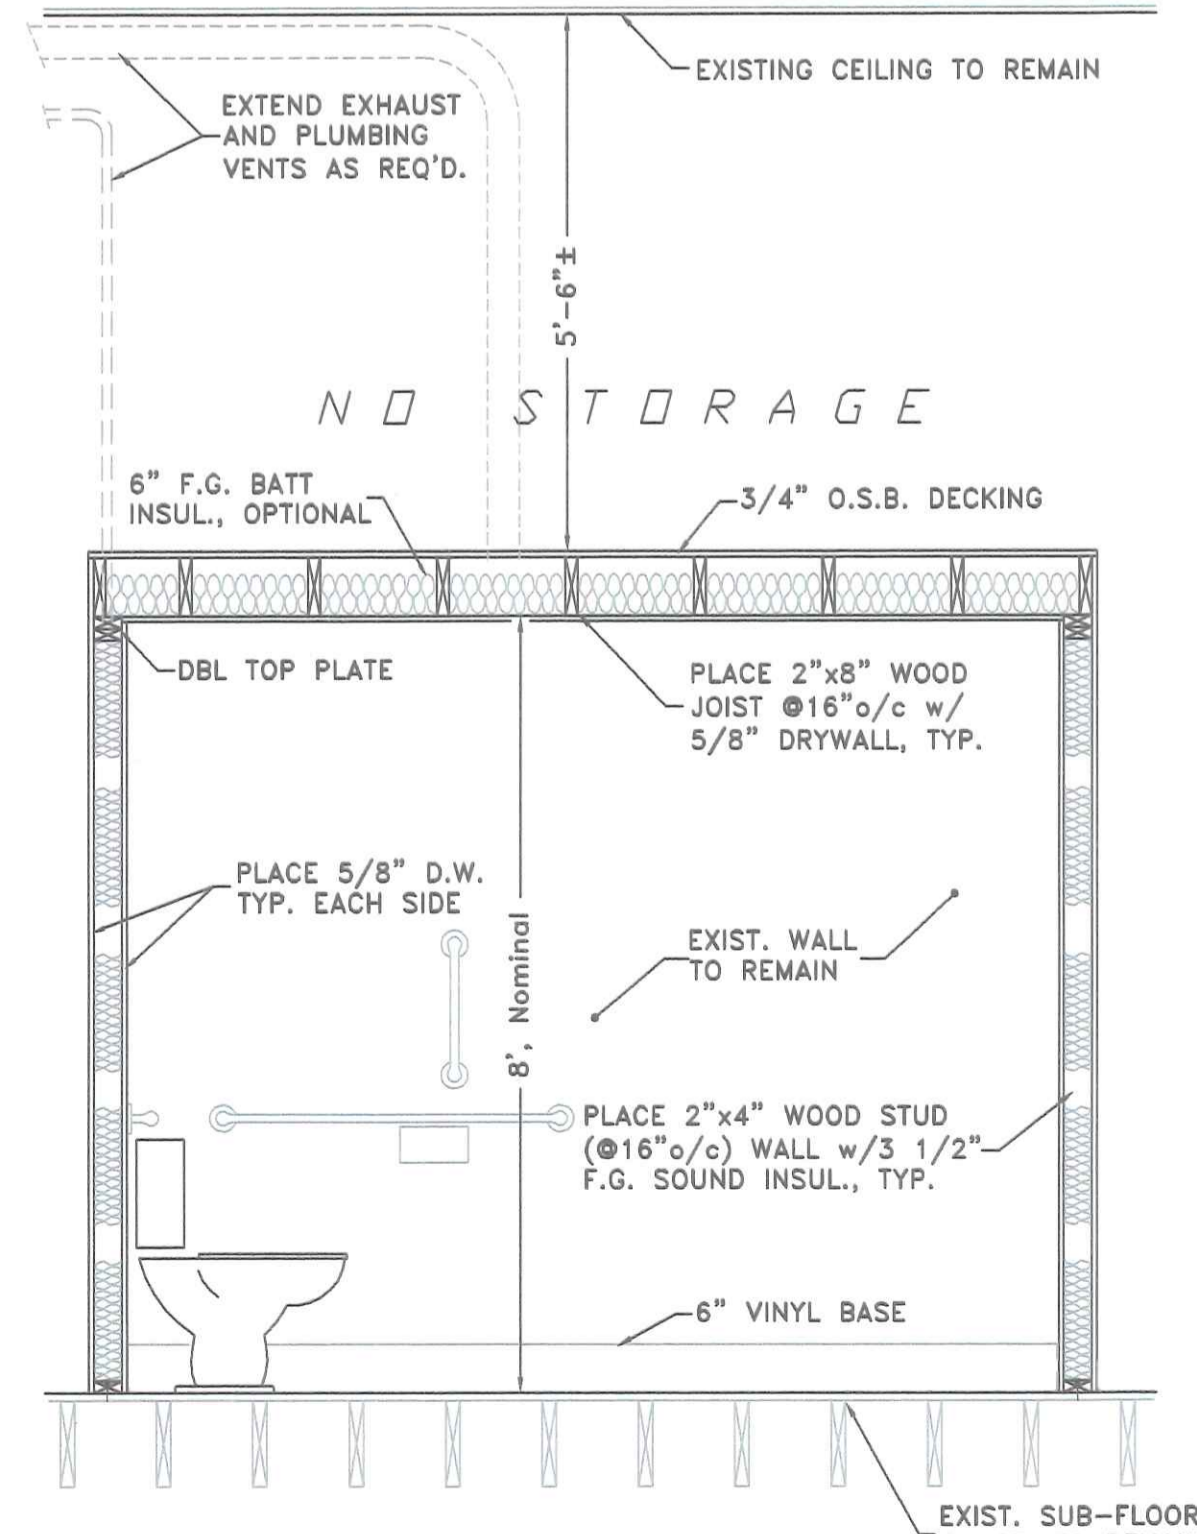 EXISTING CEILING TO REMAIN
EXTEND EXHAUST
AND PLUMBING
VENTS AS REQ'D.
5'-6"±
NO STORAGE
6" F.G. BATT
INSUL., OPTIONAL
3/4" O.S.B. DECKING
DBL TOP PLATE
PLACE 2"x8" WOOD
JOIST @16"o/c w/
5/8" DRYWALL, TYP.
PLACE 5/8" D.W.
TYP. EACH SIDE
8', Nominal
EXIST. WALL
TO REMAIN
PLACE 2"x4" WOOD STUD
(@16"o/c) WALL w/3 1/2"
F.G. SOUND INSUL., TYP.
6" VINYL BASE
EXIST. SUB-FLOOR